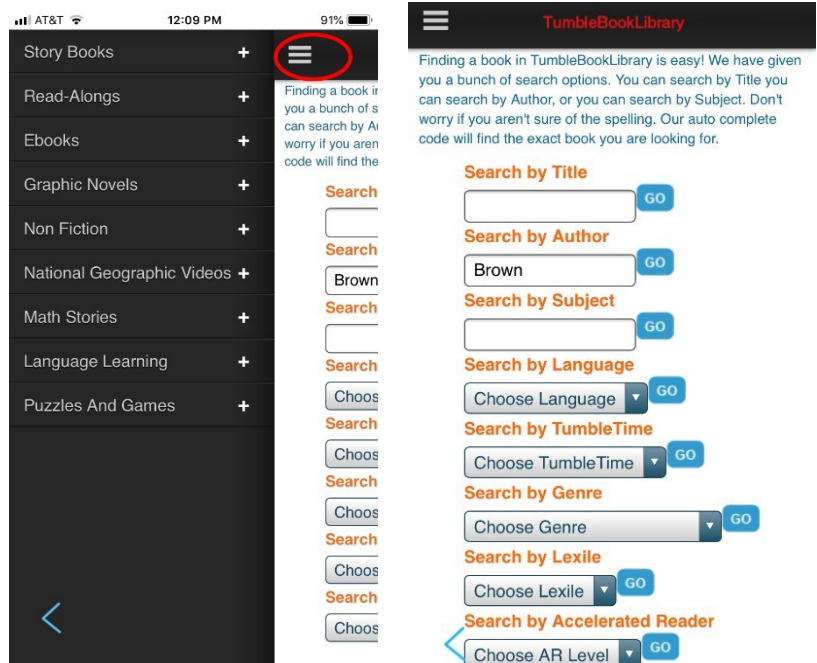 AT&T 12:09 PM 91%
Story Books +
Read-Alongs +
Ebooks +
Graphic Novels +
Non Fiction +
National Geographic Videos +
Math Stories +
Language Learning +
Puzzles And Games +
Finding a book in
you a bunch of s
can search by Au
worry if you aren
code will find the
Search
Search
Brown
Search
Search
Choos
Search
Choos
Search
Choos
Search
Choos
Search
Choos
TumbleBookLibrary
Finding a book in TumbleBookLibrary is easy! We have given
you a bunch of search options. You can search by Title you
can search by Author, or you can search by Subject. Don't
worry if you aren't sure of the spelling. Our auto complete
code will find the exact book you are looking for.
Search by Title
GO
Search by Author
Brown GO
Search by Subject
GO
Search by Language
Choose Language GO
Search by TumbleTime
Choose TumbleTime GO
Search by Genre
Choose Genre GO
Search by Lexile
Choose Lexile GO
Search by Accelerated Reader
Choose AR Level GO